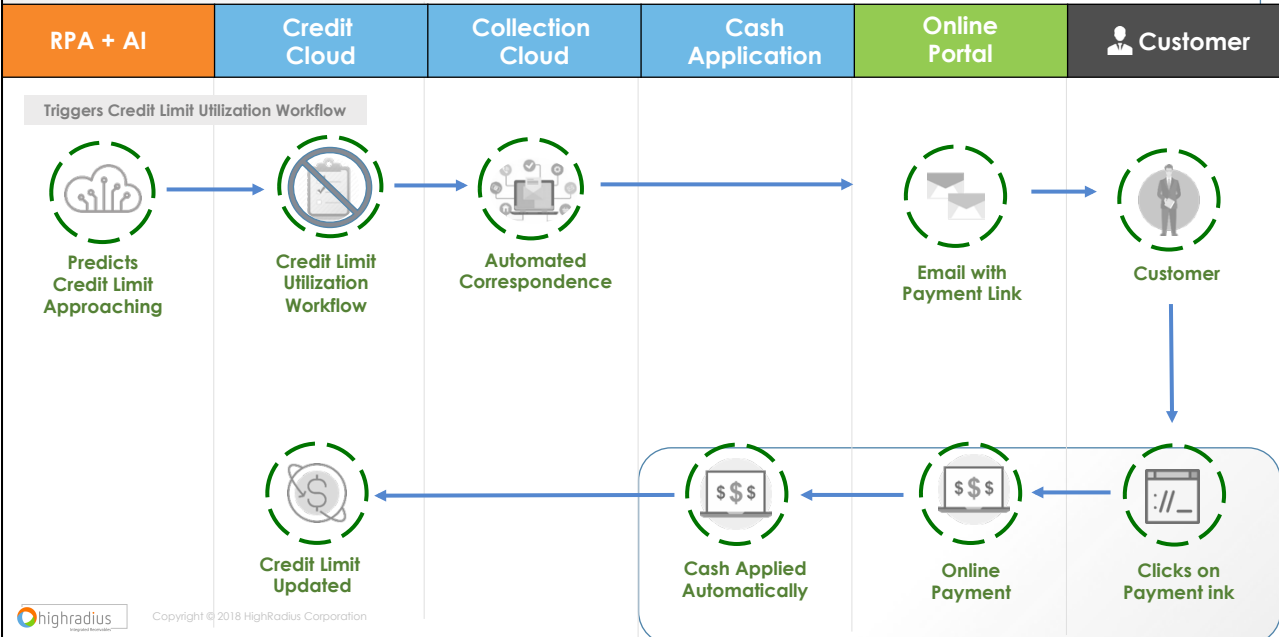 RPA + AI
Credit
Cloud
Collection
Cloud
Cash
Application
Online
Portal
Customer
Triggers Credit Limit Utilization Workflow
Predicts
Credit Limit
Approaching
Credit Limit
Utilization
Workflow
Automated
Correspondence
Email with
Payment Link
Customer
$ $ $
$ $ $
://_
$
Credit Limit
Updated
Cash Applied
Automatically
Online
Payment
Clicks on
Payment ink
highradius
Integrated Receivables
Copyright © 2018 HighRadius Corporation